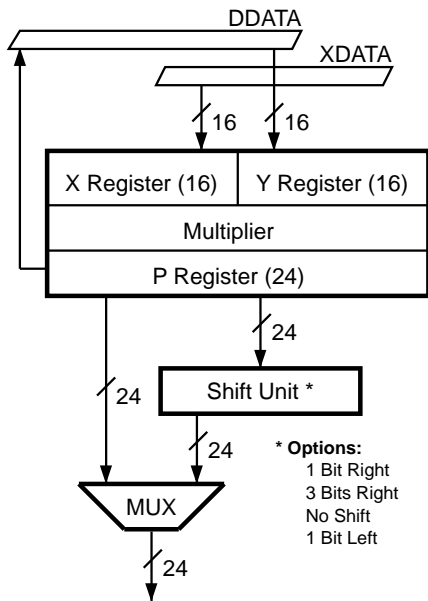 DDATA
XDATA
16
16
X Register (16)
Y Register (16)
Multiplier
P Register (24)
24
24
Shift Unit *
24
* Options:
1 Bit Right
3 Bits Right
No Shift
1 Bit Left
MUX
24